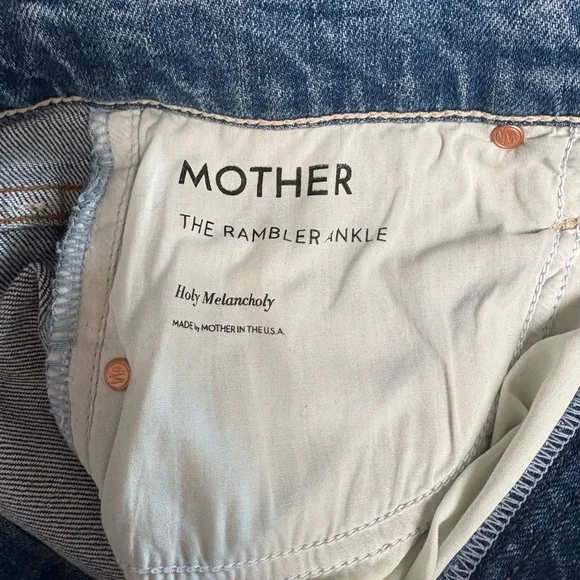 MOTHER
THE RAMBLER ANKLE
Holy Melancholy
MADE by MOTHER IN THE U.S.A.